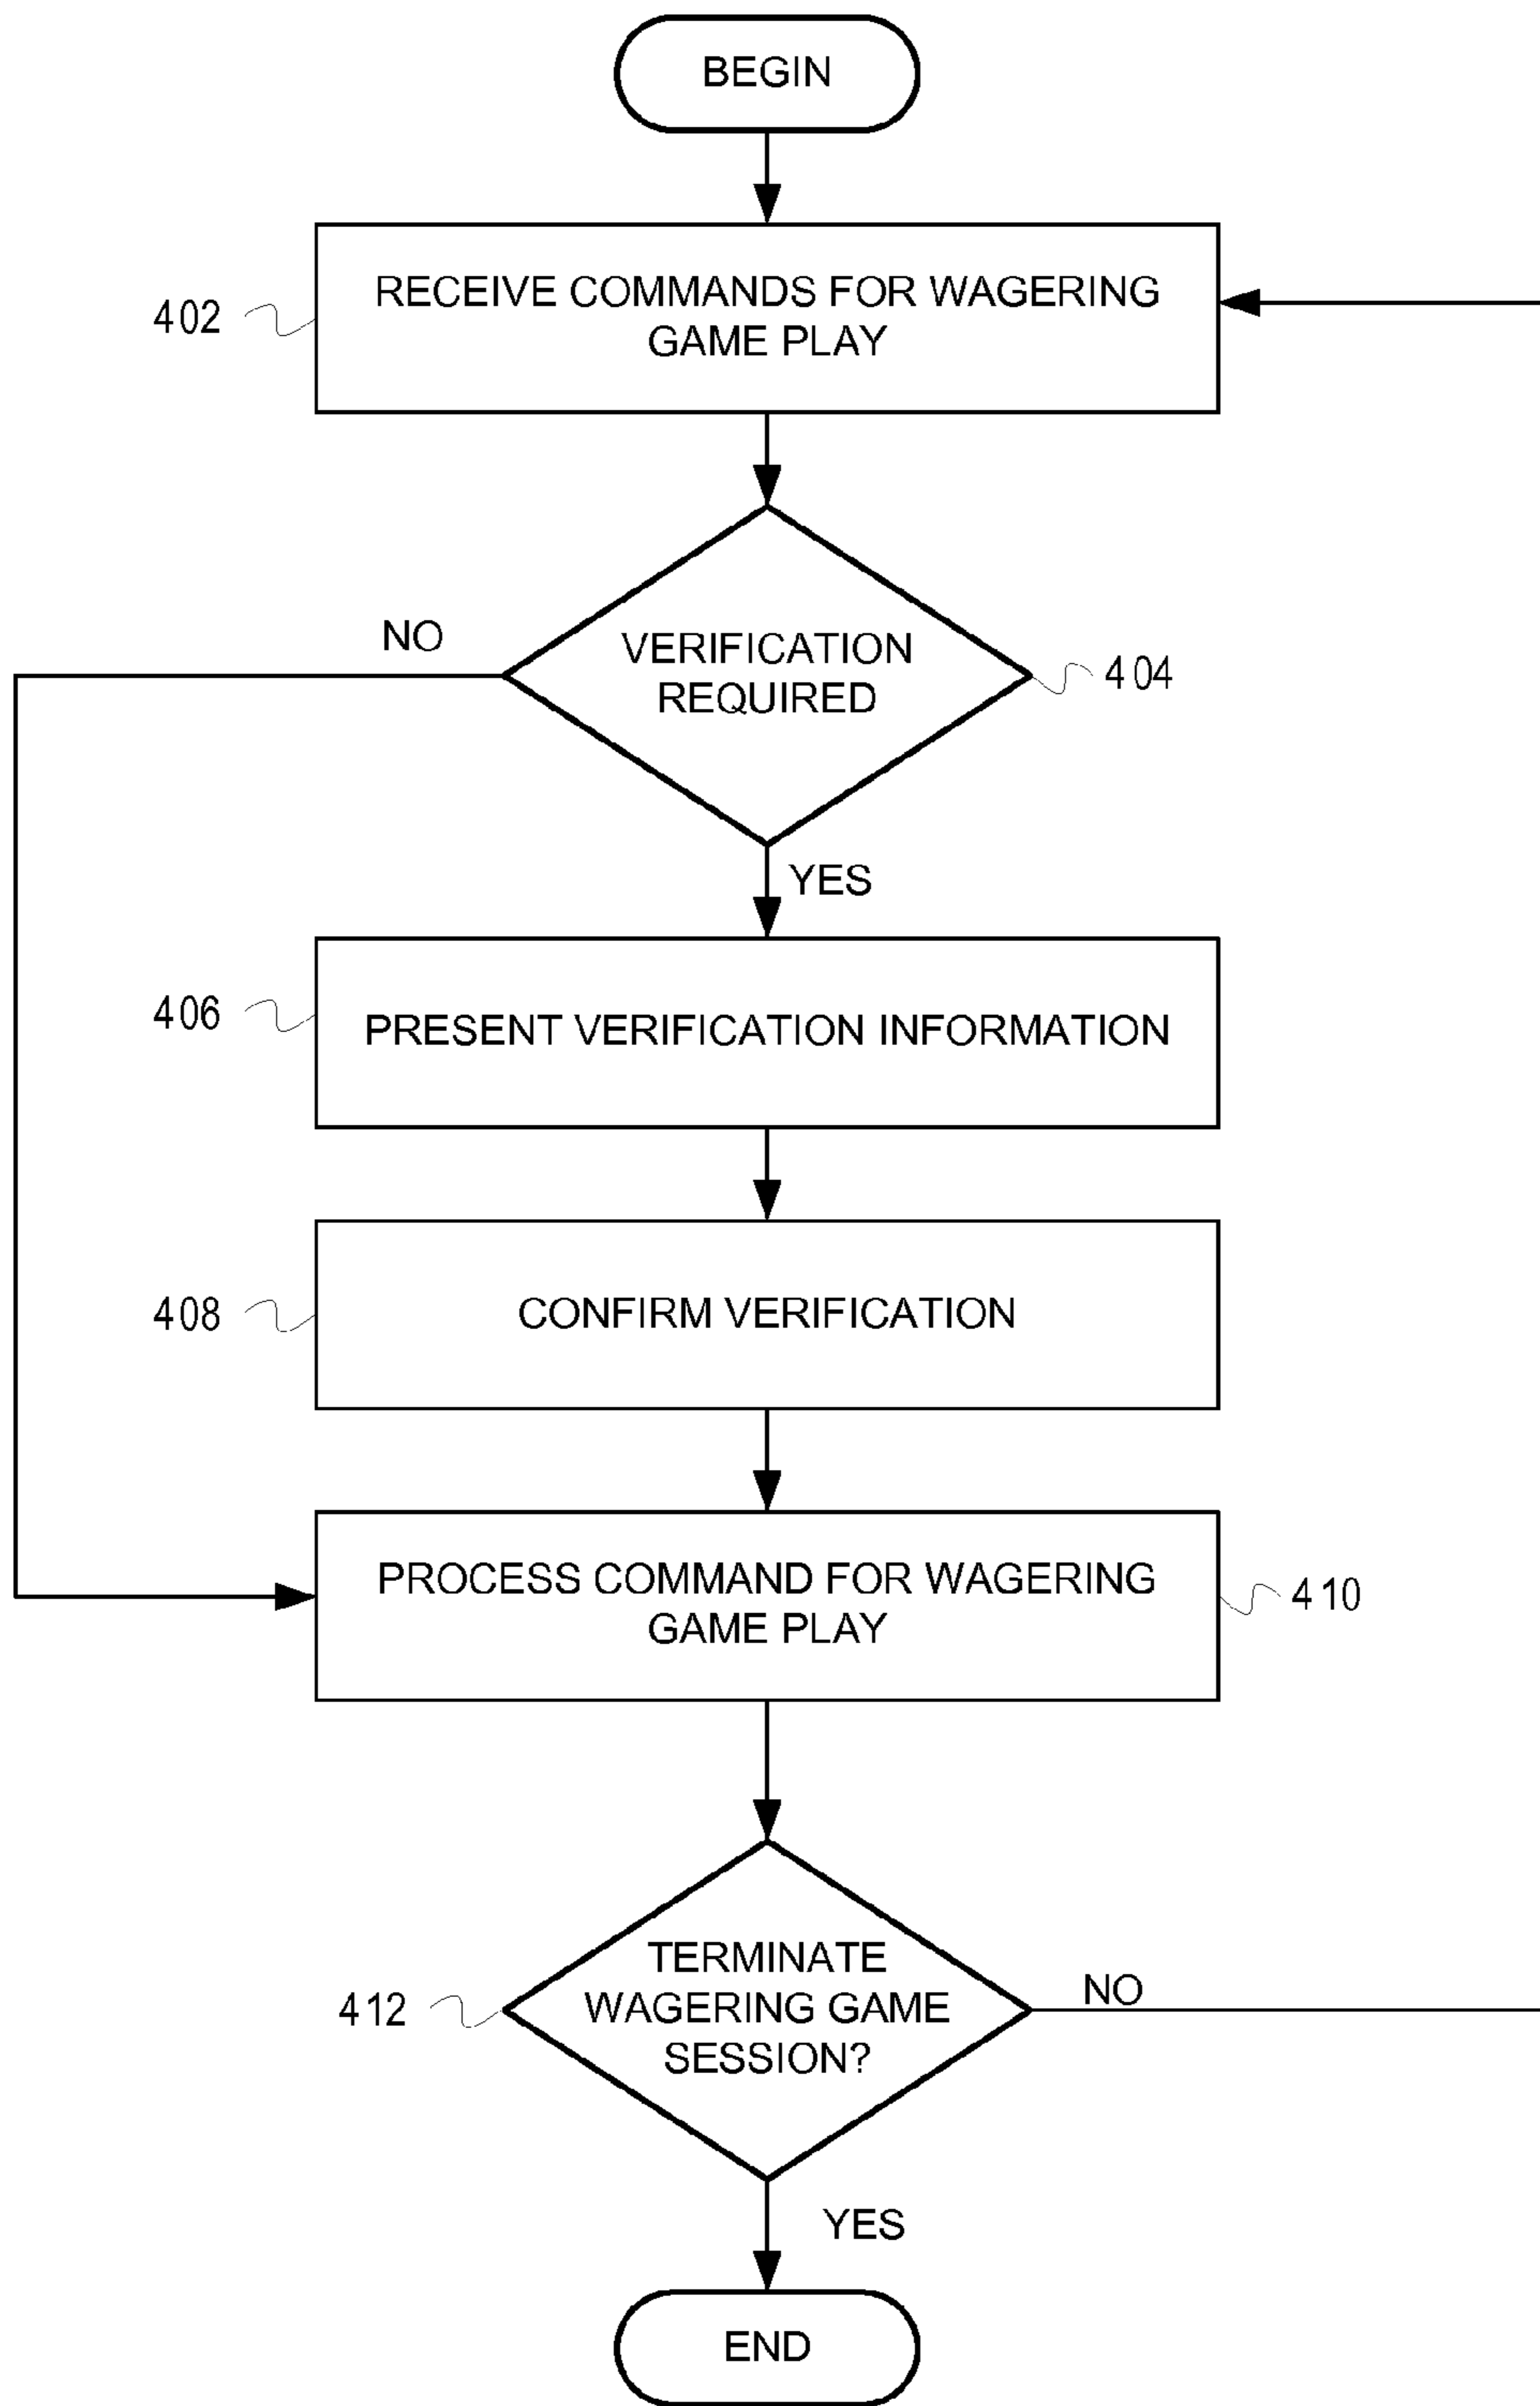 BEGIN
402
RECEIVE COMMANDS FOR WAGERING
GAME PLAY
NO
VERIFICATION
REQUIRED
404
YES
406
PRESENT VERIFICATION INFORMATION
408
CONFIRM VERIFICATION
PROCESS COMMAND FOR WAGERING
GAME PLAY
410
412
TERMINATE
WAGERING GAME
SESSION?
NO
YES
END